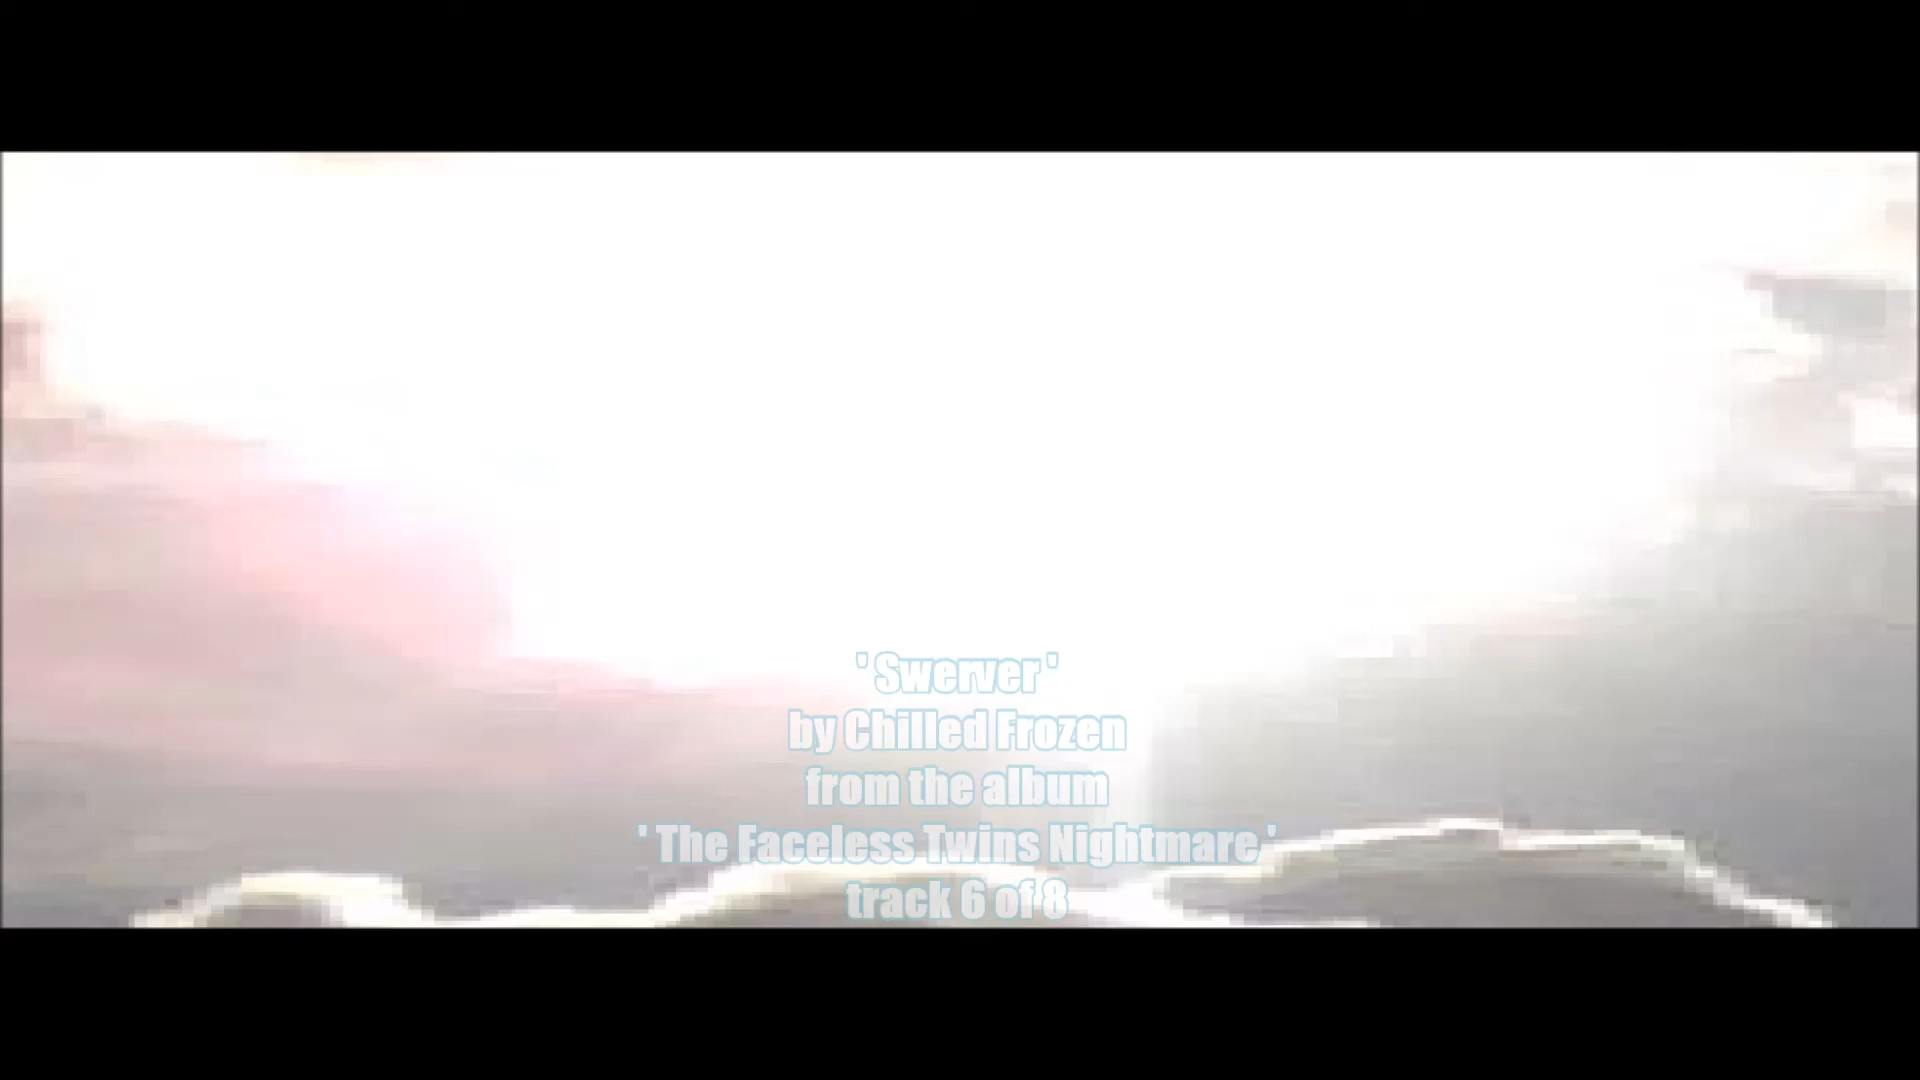 ' Swerver '
by Chilled Frozen
from the album
' The Faceless Twins Nightmare '
track 6 of 8